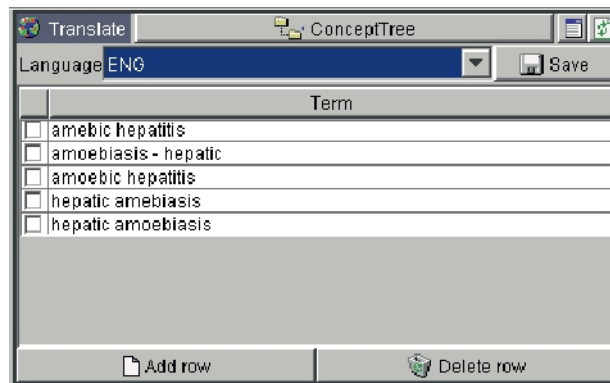 Translate ConceptTree
Language ENG Save
Term
amebic hepatitis
amoebiasis - hepatic
amoebic hepatitis
hepatic amebiasis
hepatic amoebiasis
Add row Delete row